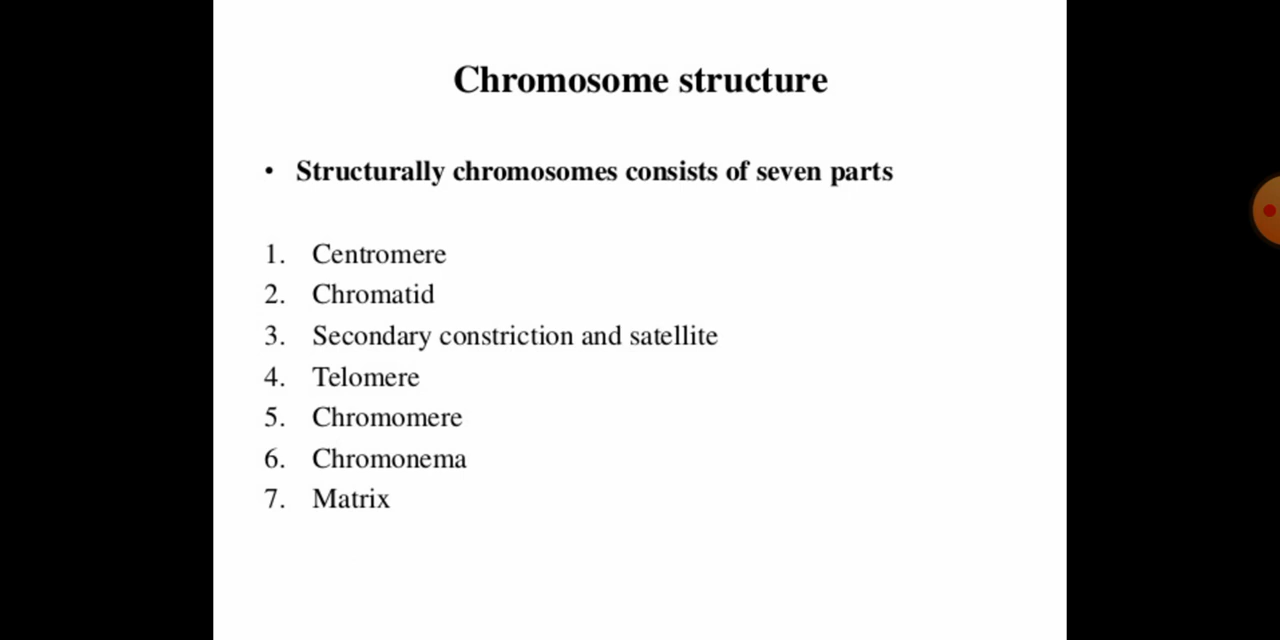 Chromosome structure
• Structurally chromosomes consists of seven parts
1. Centromere
2. Chromatid
3. Secondary constriction and satellite
4. Telomere
5. Chromomere
6. Chromonema
7. Matrix